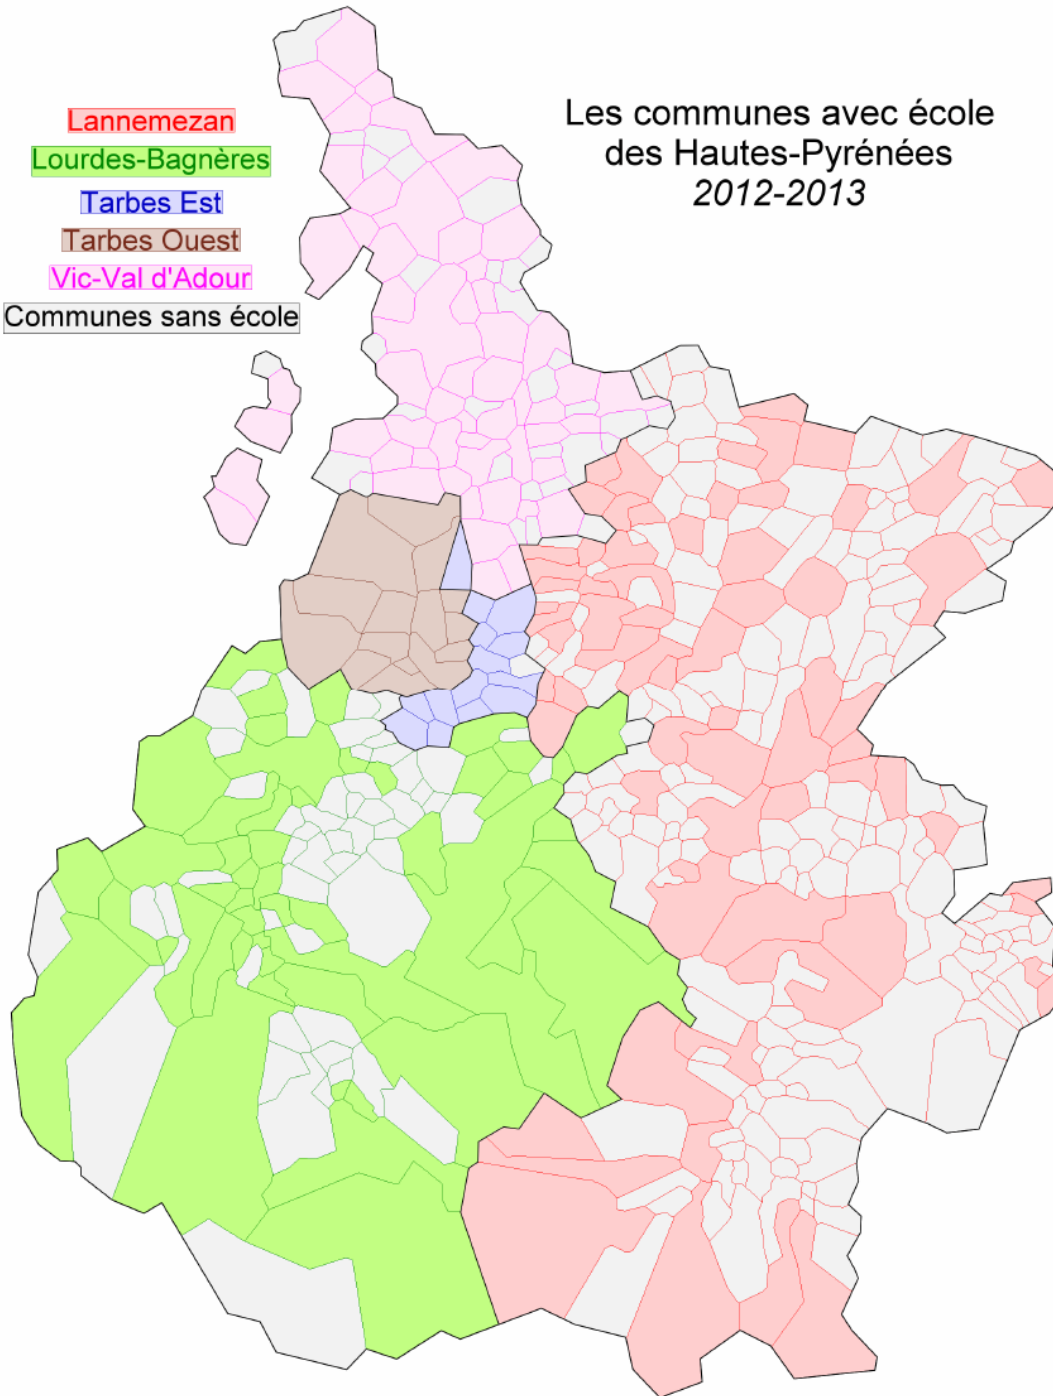 Les communes avec école
des Hautes-Pyrénées
2012-2013
Lannemezan
Lourdes-Bagnères
Tarbes Est
Tarbes Ouest
Vic-Val d'Adour
Communes sans école